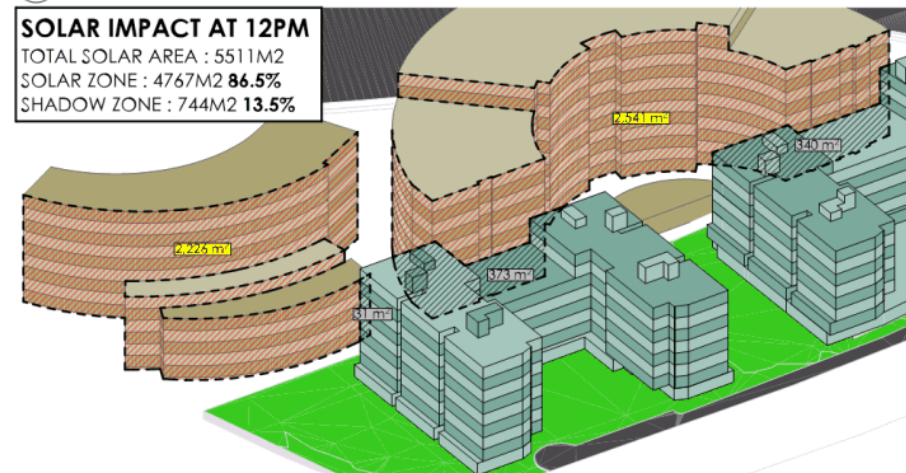 SOLAR IMPACT AT 12PM
TOTAL SOLAR AREA : 5511M2
SOLAR ZONE : 4767M2 86.5%
SHADOW ZONE : 744M2 13.5%
2,541 m²
340 m²
2,226 m²
373 m²
31 m²